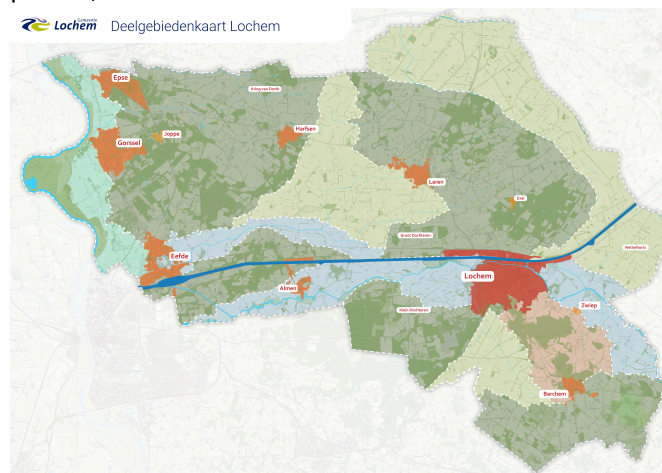 Gemeente
Lochem
Deelgebiedenkaart Lochem
Epse
Kring van Dorth
Joppe
Harfsen
Gorssel
Laren
Exel
Groot Dochteren
Nettelhorst
Eefde
Lochem
Almen
Klein Dochteren
Zwiep
Barchem